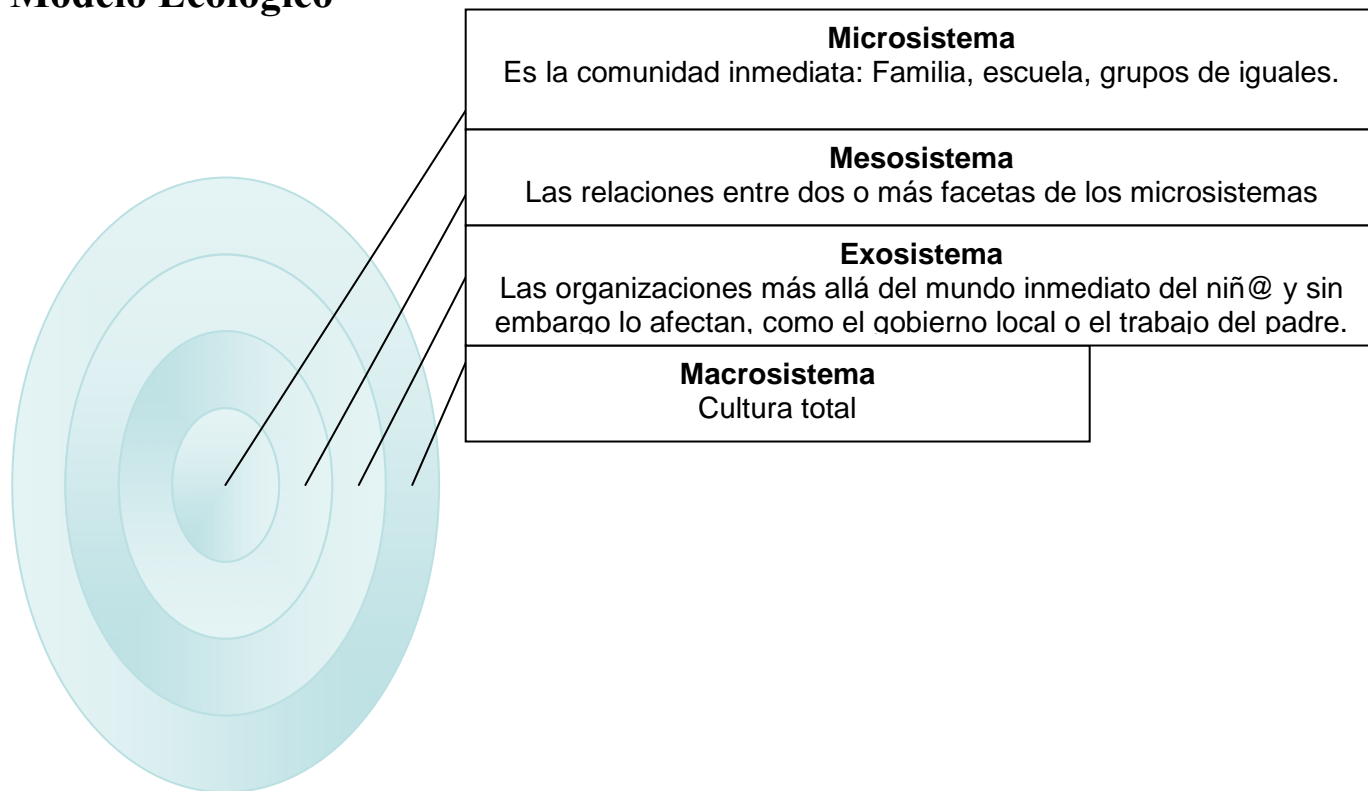 Modelo Ecológico
Microsistema
Es la comunidad inmediata: Familia, escuela, grupos de iguales.
Mesosistema
Las relaciones entre dos o más facetas de los microsistemas
Exosistema
Las organizaciones más allá del mundo inmediato del niñ@ y sin
embargo lo afectan, como el gobierno local o el trabajo del padre.
Macrosistema
Cultura total